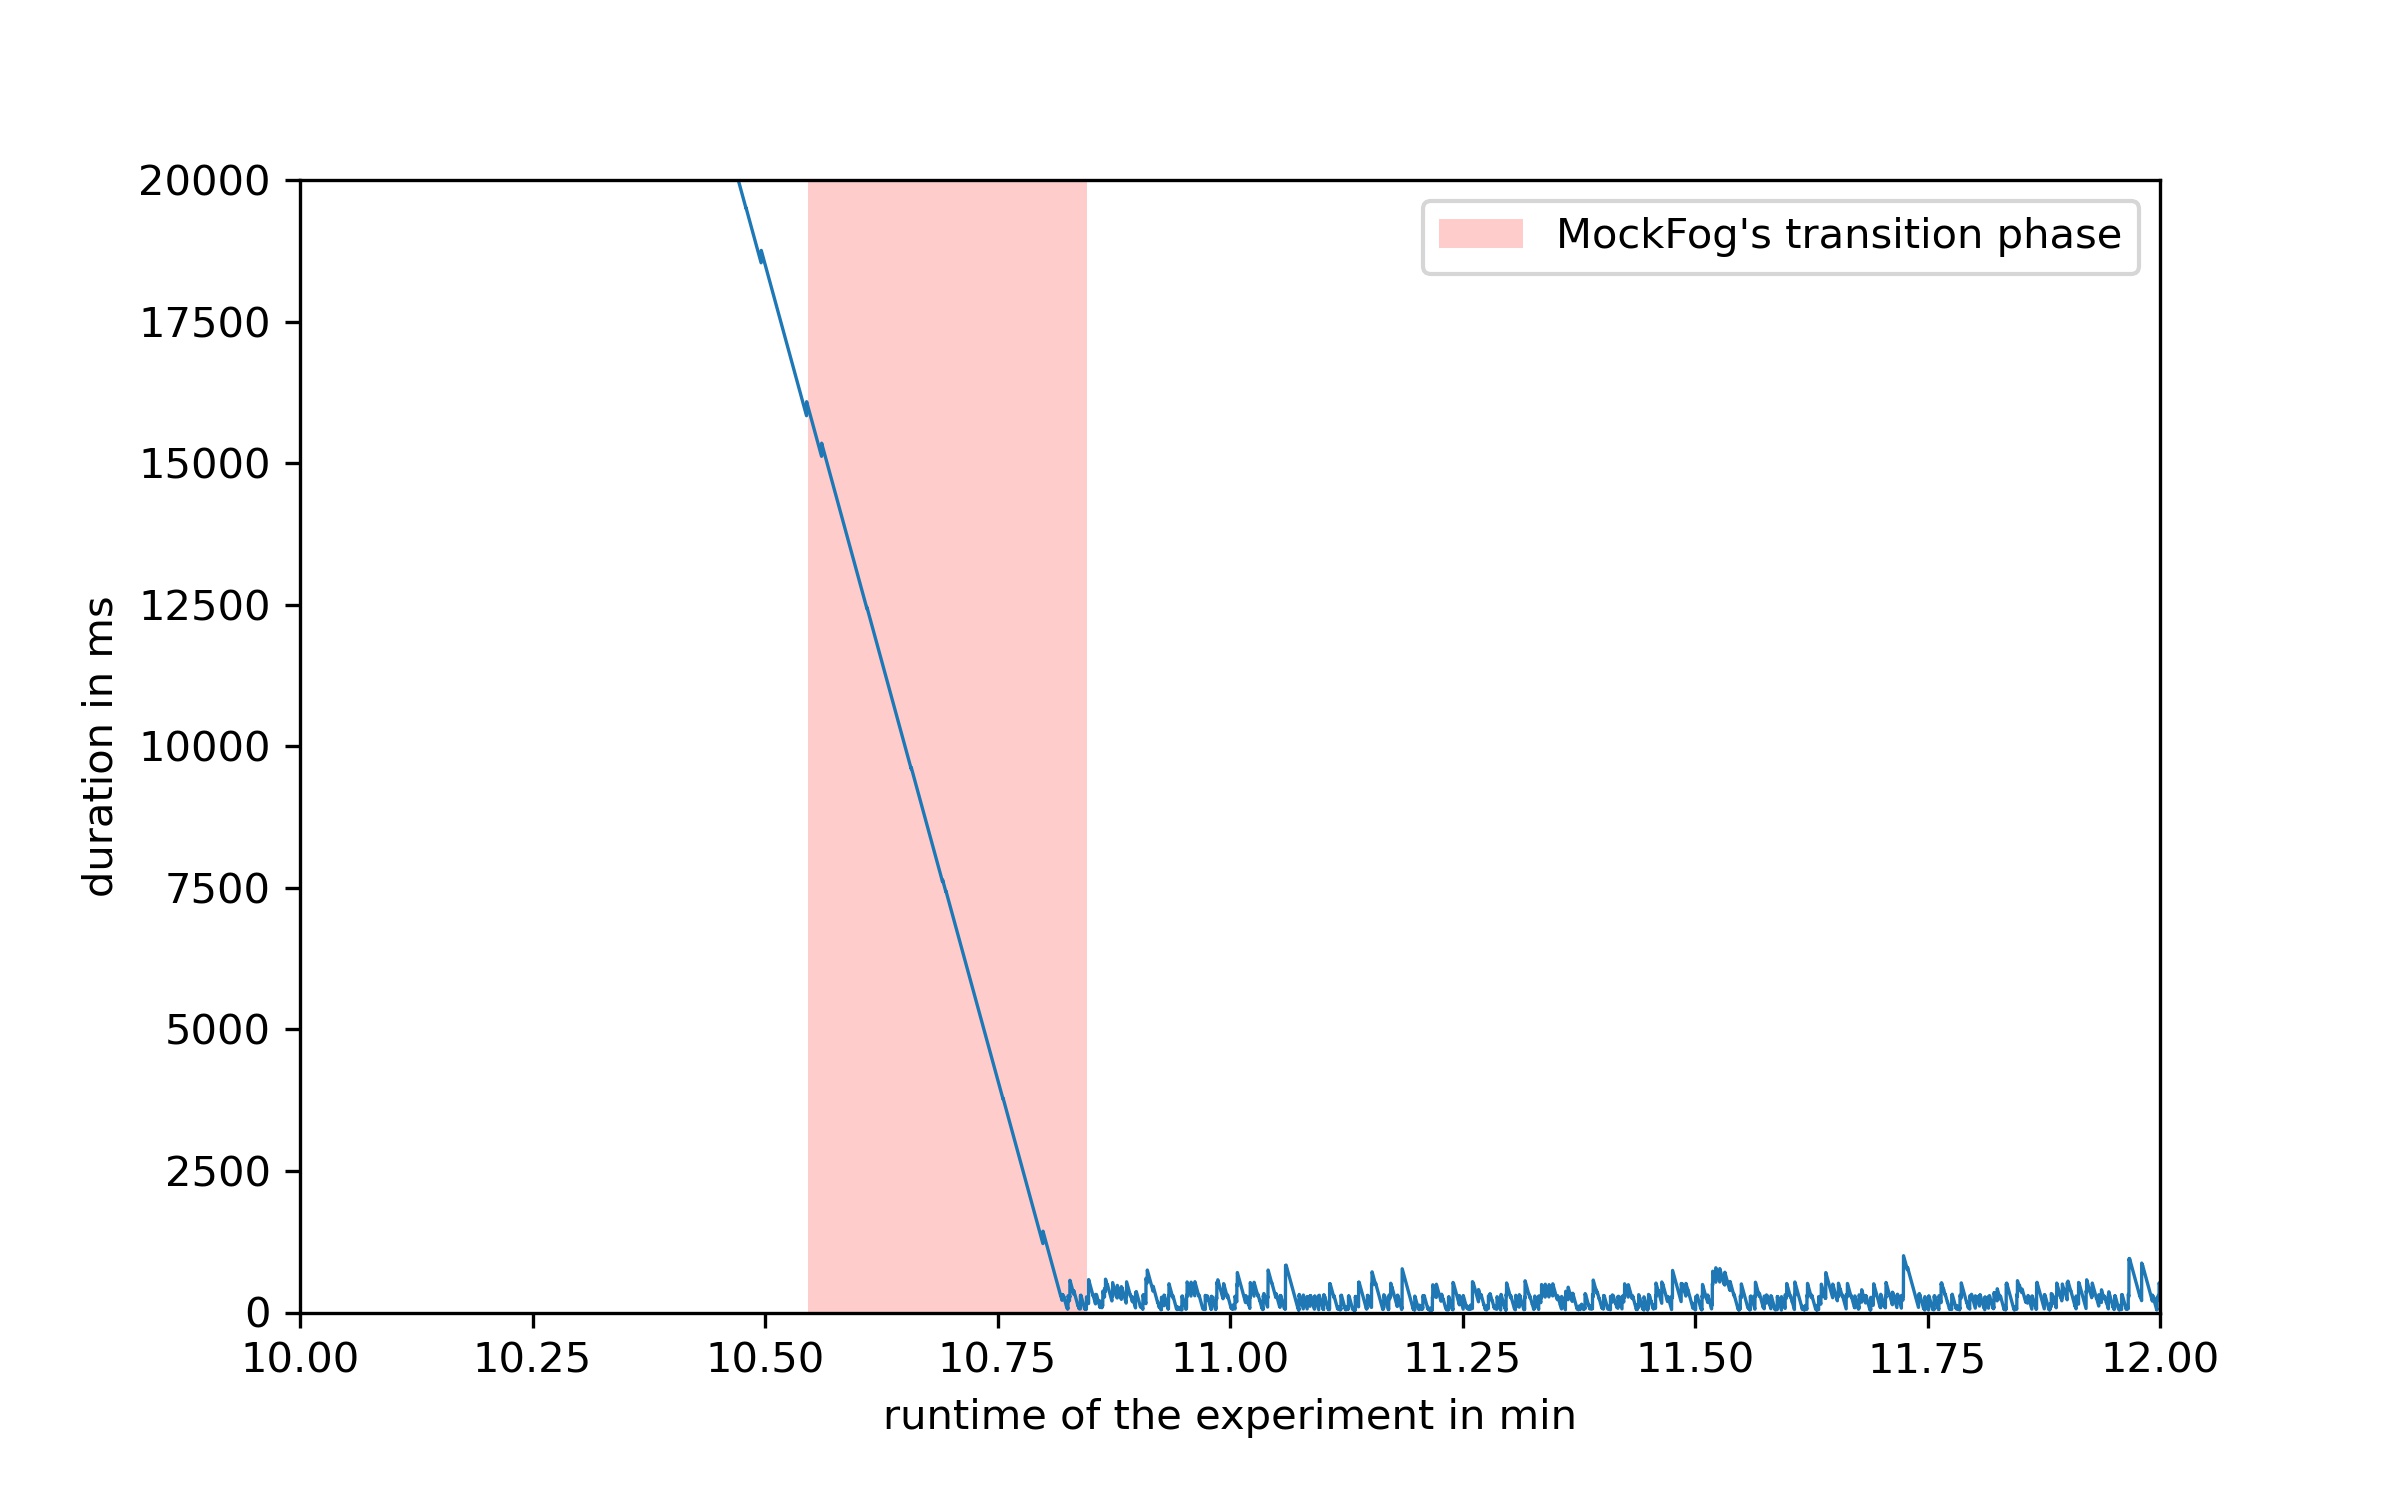 20000
17500
15000
12500
10000
7500
5000
2500
0
duration in ms
MockFog's transition phase
10.00 10.25 10.50 10.75 11.00 11.25 11.50 11.75 12.00
runtime of the experiment in min